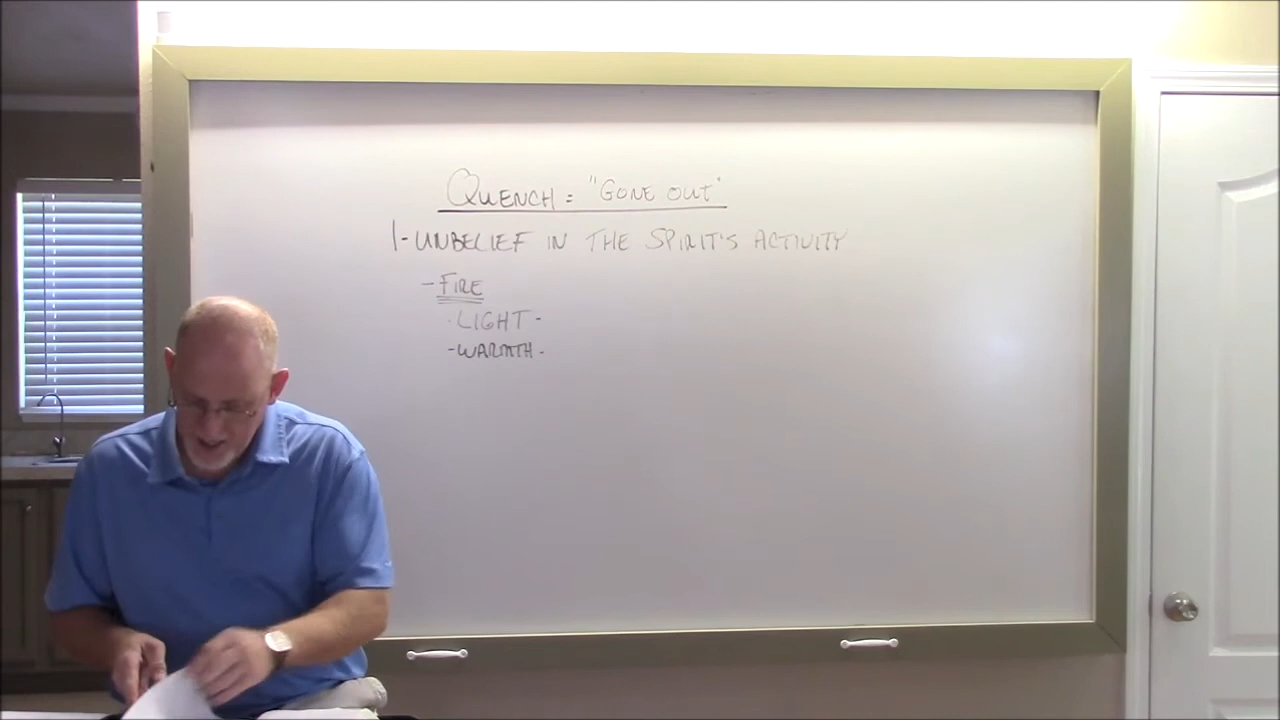 QUENCH = "GONE OUT"
1-UNBELIEF IN THE SPIRIT'S ACTIVITY
-FIRE
·LIGHT-
-WARMTH-